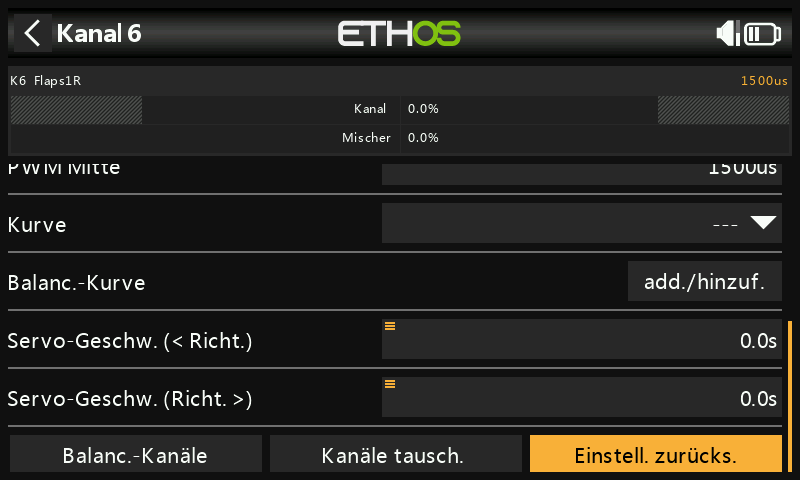 Kanal 6
ETHOS
K6 Flaps1R 1500us
Kanal 0.0%
Mischer 0.0%
PWM Mitte 1500us
Kurve ---
Balanc.-Kurve add./hinzuf.
Servo-Geschw. (< Richt.) 0.0s
Servo-Geschw. (Richt. >) 0.0s
Balanc.-Kanäle Kanäle tausch. Einstell. zurücks.